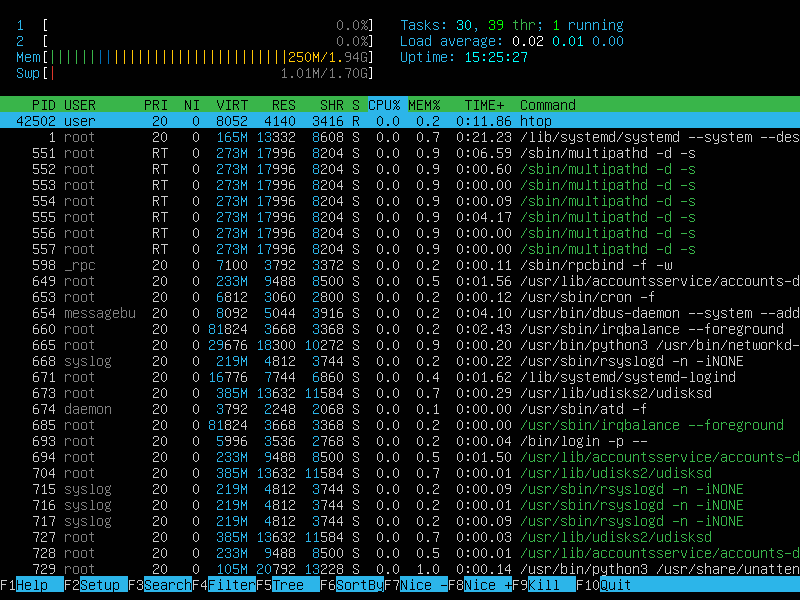 1 [ 0.0%] Tasks: 30, 39 thr; 1 running
2 [ 0.0%] Load average: 0.02 0.01 0.00
Mem[|||||||||||||||||||||||||||||250M/1.94G] Uptime: 15:25:27
Swp[| 1.01M/1.70G]
PID USER PRI NI VIRT RES SHR S CPU% MEM% TIME+ Command
42502 user 20 0 8052 4140 3416 R 0.0 0.2 0:11.86 htop
1 root 20 0 165M 13332 8608 S 0.0 0.7 0:21.23 /lib/systemd/systemd --system --des
551 root RT 0 273M 17996 8204 S 0.0 0.9 0:06.59 /sbin/multipathd -d -s
552 root RT 0 273M 17996 8204 S 0.0 0.9 0:00.60 /sbin/multipathd -d -s
553 root RT 0 273M 17996 8204 S 0.0 0.9 0:00.00 /sbin/multipathd -d -s
554 root RT 0 273M 17996 8204 S 0.0 0.9 0:00.09 /sbin/multipathd -d -s
555 root RT 0 273M 17996 8204 S 0.0 0.9 0:04.17 /sbin/multipathd -d -s
556 root RT 0 273M 17996 8204 S 0.0 0.9 0:00.00 /sbin/multipathd -d -s
557 root RT 0 273M 17996 8204 S 0.0 0.9 0:00.00 /sbin/multipathd -d -s
598 _rpc 20 0 7100 3792 3372 S 0.0 0.2 0:00.11 /sbin/rpcbind -f -w
649 root 20 0 233M 9488 8500 S 0.0 0.5 0:01.56 /usr/lib/accountsservice/accounts-d
653 root 20 0 6812 3060 2800 S 0.0 0.2 0:00.12 /usr/sbin/cron -f
654 messagebu 20 0 8092 5044 3916 S 0.0 0.2 0:04.10 /usr/bin/dbus-daemon --system --add
660 root 20 0 81824 3668 3368 S 0.0 0.2 0:02.43 /usr/sbin/irqbalance --foreground
665 root 20 0 29676 18300 10272 S 0.0 0.9 0:00.20 /usr/bin/python3 /usr/bin/networkd-
668 syslog 20 0 219M 4812 3744 S 0.0 0.2 0:00.22 /usr/sbin/rsyslogd -n -iNONE
671 root 20 0 16776 7744 6860 S 0.0 0.4 0:01.62 /lib/systemd/systemd-logind
673 root 20 0 385M 13632 11584 S 0.0 0.7 0:00.29 /usr/lib/udisks2/udisksd
674 daemon 20 0 3792 2248 2068 S 0.0 0.1 0:00.00 /usr/sbin/atd -f
685 root 20 0 81824 3668 3368 S 0.0 0.2 0:00.00 /usr/sbin/irqbalance --foreground
693 root 20 0 5996 3536 2768 S 0.0 0.2 0:00.04 /bin/login -p --
694 root 20 0 233M 9488 8500 S 0.0 0.5 0:01.50 /usr/lib/accountsservice/accounts-d
704 root 20 0 385M 13632 11584 S 0.0 0.7 0:00.01 /usr/lib/udisks2/udisksd
715 syslog 20 0 219M 4812 3744 S 0.0 0.2 0:00.09 /usr/sbin/rsyslogd -n -iNONE
716 syslog 20 0 219M 4812 3744 S 0.0 0.2 0:00.01 /usr/sbin/rsyslogd -n -iNONE
717 syslog 20 0 219M 4812 3744 S 0.0 0.2 0:00.09 /usr/sbin/rsyslogd -n -iNONE
727 root 20 0 385M 13632 11584 S 0.0 0.7 0:00.03 /usr/lib/udisks2/udisksd
728 root 20 0 233M 9488 8500 S 0.0 0.5 0:00.01 /usr/lib/accountsservice/accounts-d
729 root 20 0 105M 20792 13228 S 0.0 1.0 0:00.14 /usr/bin/python3 /usr/share/unatten
F1Help F2Setup F3SearchF4FilterF5Tree F6SortByF7Nice -F8Nice +F9Kill F10Quit